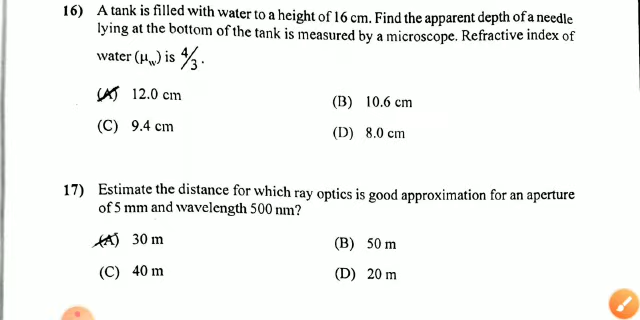 16) A tank is filled with water to a height of 16 cm. Find the apparent depth of a needle
lying at the bottom of the tank is measured by a microscope. Refractive index of
water (μw) is 4/3.
(A) 12.0 cm
(B) 10.6 cm
(C) 9.4 cm
(D) 8.0 cm
17) Estimate the distance for which ray optics is good approximation for an aperture
of 5 mm and wavelength 500 nm?
(A) 30 m
(B) 50 m
(C) 40 m
(D) 20 m